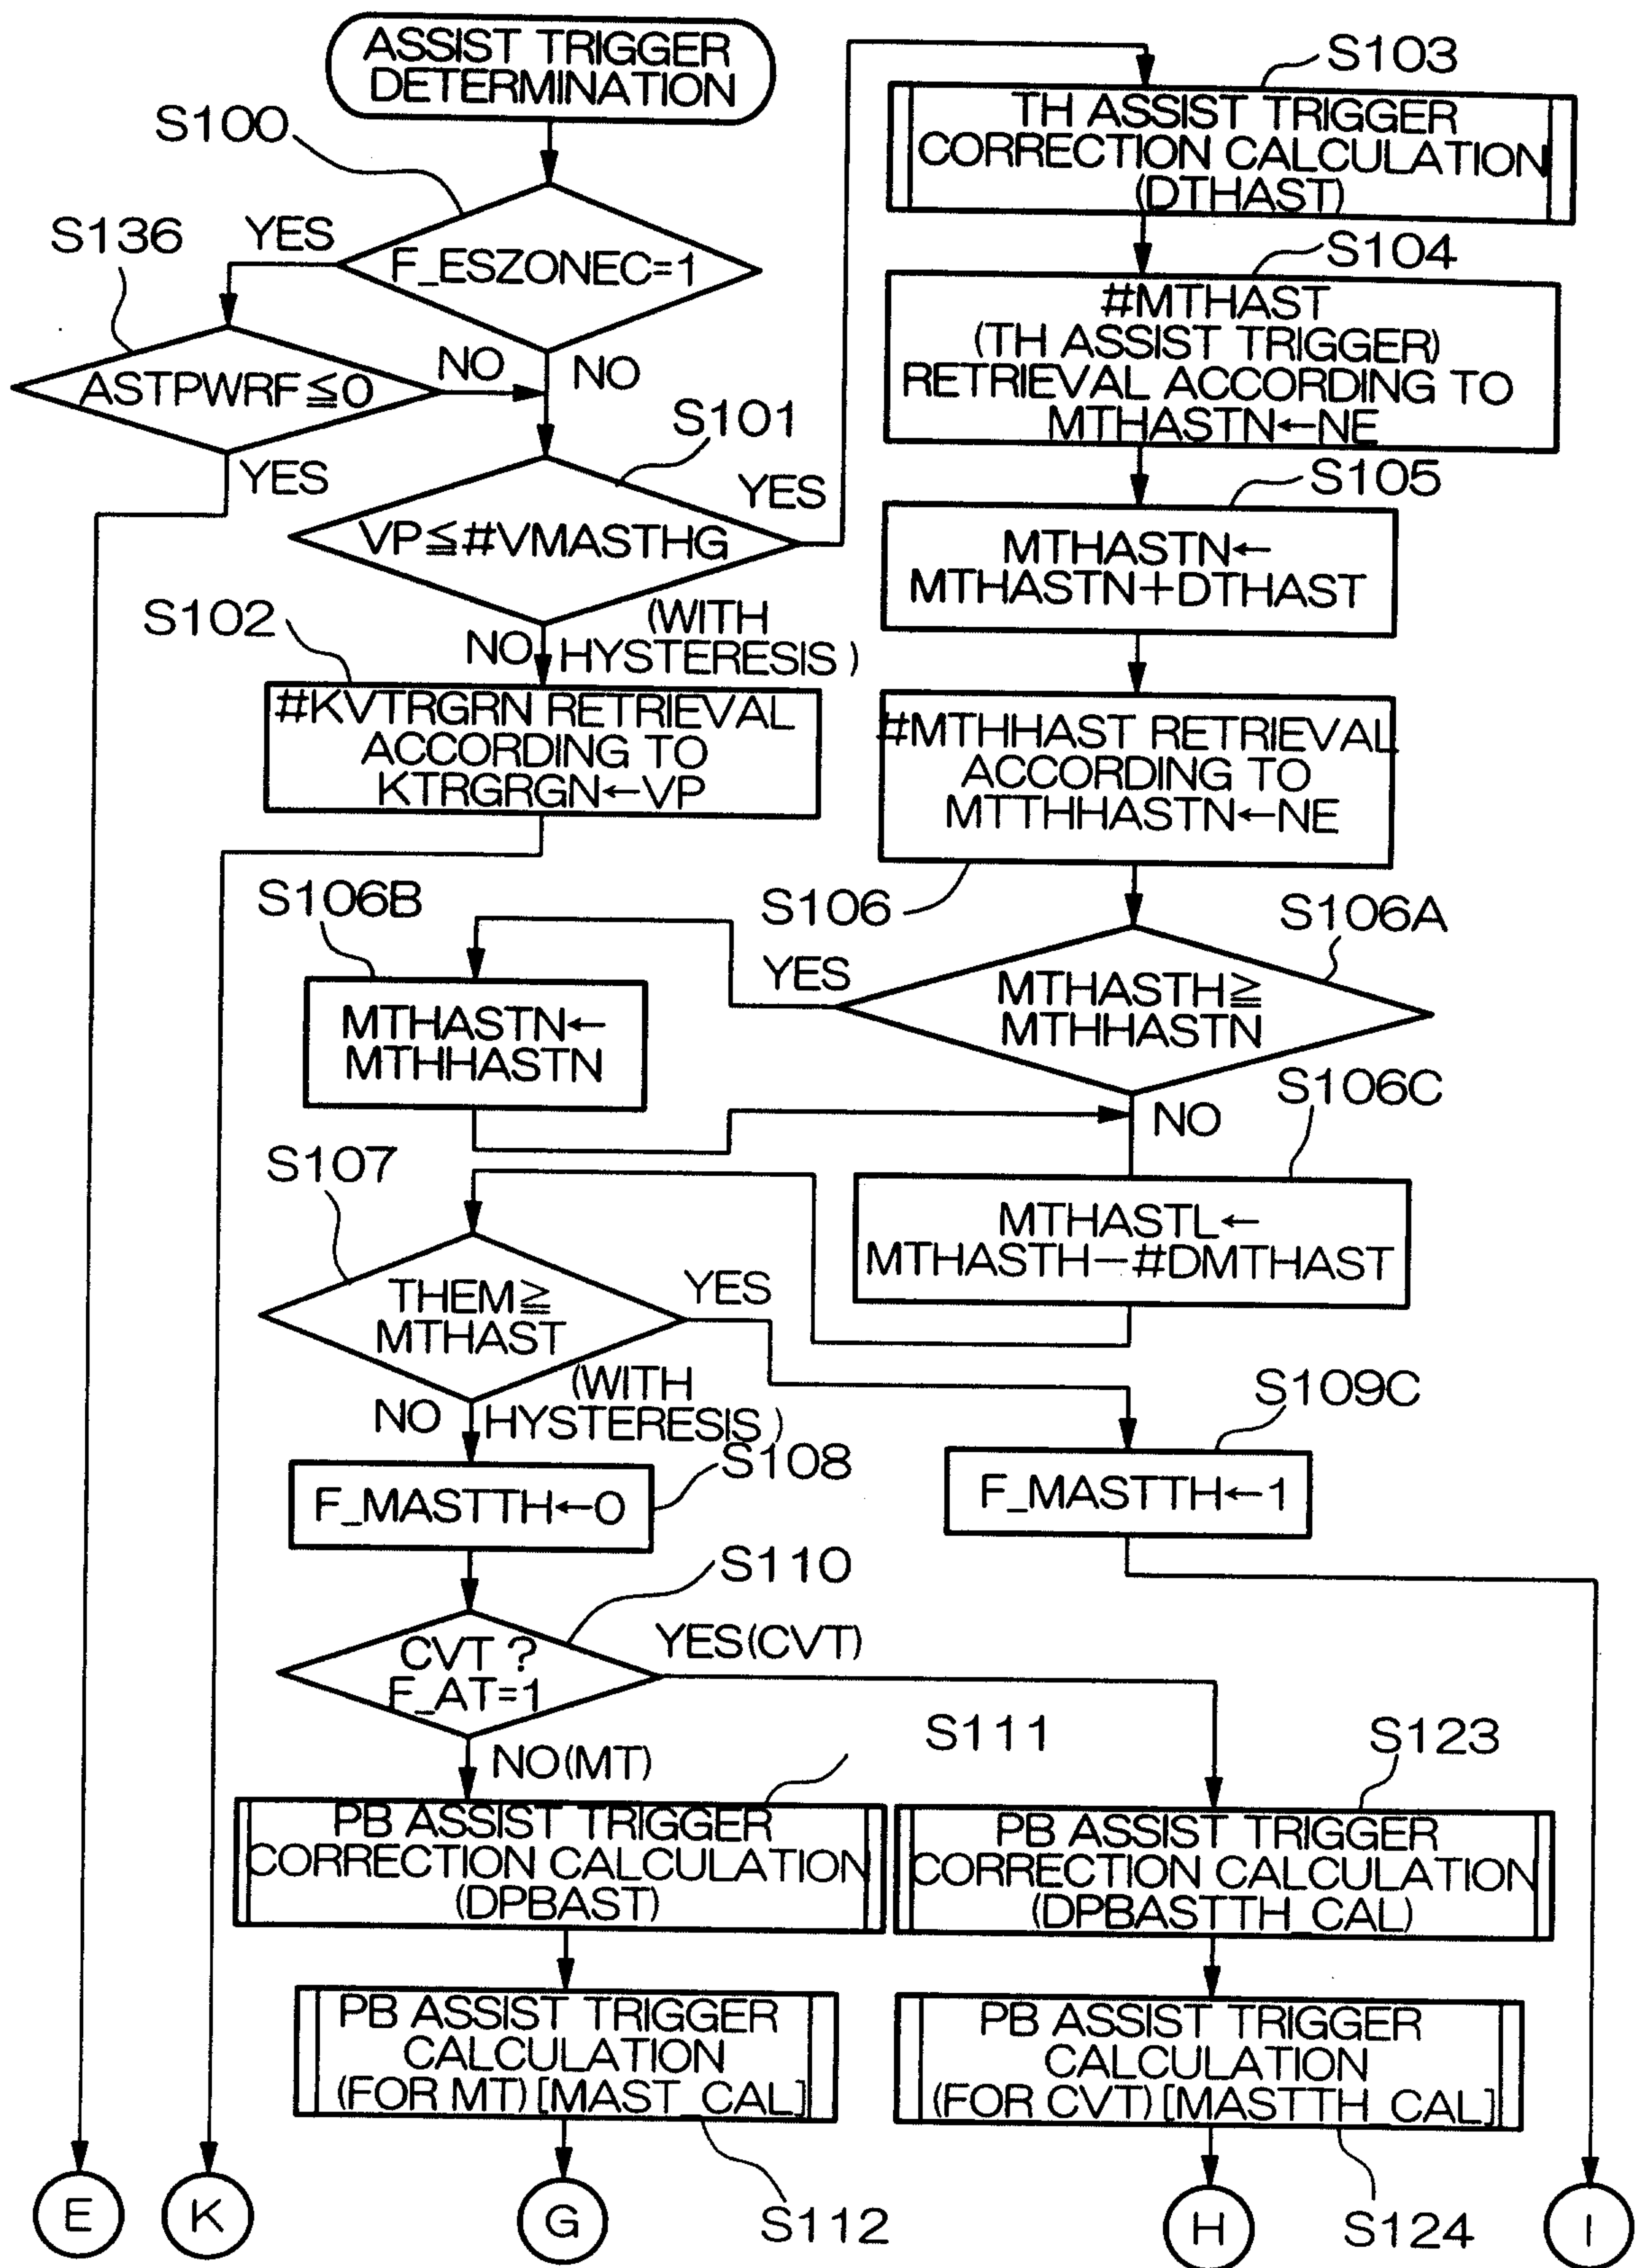 ASSIST TRIGGER
DETERMINATION
S100
F_ESZONEC=1
YES
NO
S136
ASTPWRF≦0
NO
YES
S101
VP≦#VMASTHG
YES
NO
(WITH
HYSTERESIS)
S102
#KVTRGRN RETRIEVAL
ACCORDING TO
KTRGRGN←VP
S103
TH ASSIST TRIGGER
CORRECTION CALCULATION
(DTHAST)
S104
#MTHAST
(TH ASSIST TRIGGER)
RETRIEVAL ACCORDING TO
MTHASTN←NE
S105
MTHASTN←
MTHASTN+DTHAST
#MTHHAST RETRIEVAL
ACCORDING TO
MTTHHASTN←NE
S106
S106A
MTHASTH≧
MTHHASTN
YES
NO
S106B
MTHASTN←
MTHHASTN
S106C
MTHASTL←
MTHASTH-#DMTHAST
S107
THEM≧
MTHAST
YES
NO
(WITH
HYSTERESIS)
S108
F_MASTTH←0
S109C
F_MASTTH←1
S110
CVT ?
F_AT=1
YES(CVT)
NO(MT)
S111
PB ASSIST TRIGGER
CORRECTION CALCULATION
(DPBAST)
S123
PB ASSIST TRIGGER
CORRECTION CALCULATION
(DPBASTTH_CAL)
PB ASSIST TRIGGER
CALCULATION
(FOR MT) [MAST_CAL]
S112
PB ASSIST TRIGGER
CALCULATION
(FOR CVT) [MASTTH_CAL]
S124
E
K
G
H
I